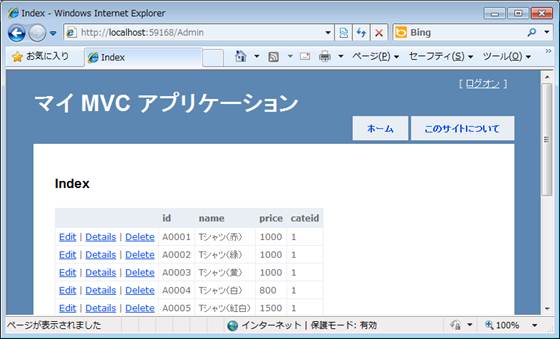 Index - Windows Internet Explorer
http://localhost:59168/Admin
Bing
お気に入り
Index
ページ(P)
セーフティ(S)
ツール(O)
[ ログオン ]
マイ MVC アプリケーション
ホーム
このサイトについて
Index
id name price cateid
Edit | Details | Delete A0001 Tシャツ(赤) 1000 1
Edit | Details | Delete A0002 Tシャツ(緑) 1000 1
Edit | Details | Delete A0003 Tシャツ(黄) 1000 1
Edit | Details | Delete A0004 Tシャツ(白) 800 1
Edit | Details | Delete A0005 Tシャツ(紅白) 1500 1
ページが表示されました
インターネット | 保護モード: 有効
100%